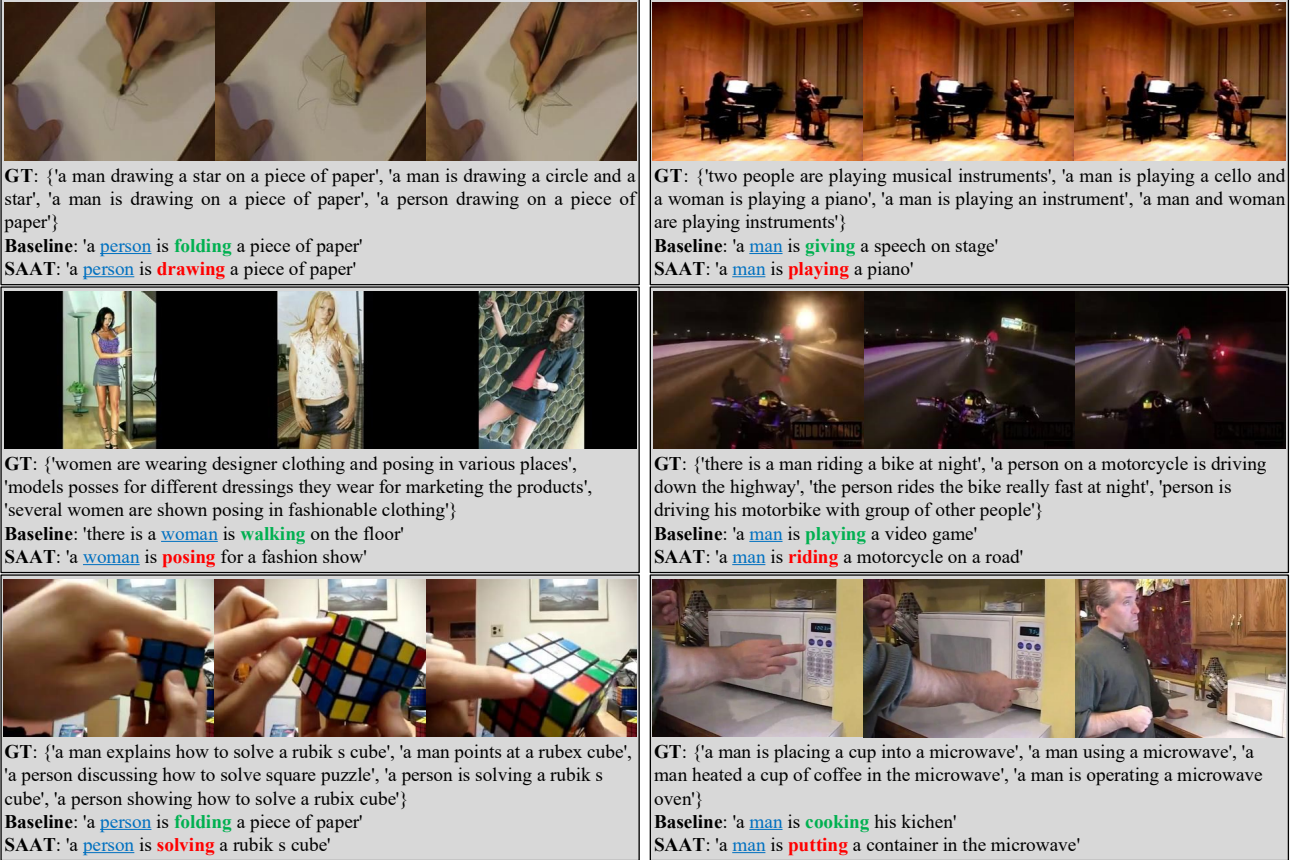 GT: {'a man drawing a star on a piece of paper', 'a man is drawing a circle and a
star', 'a man is drawing on a piece of paper', 'a person drawing on a piece of
paper'}
Baseline: 'a person is folding a piece of paper'
SAAT: 'a person is drawing a piece of paper'
GT: {'two people are playing musical instruments', 'a man is playing a cello and
a woman is playing a piano', 'a man is playing an instrument', 'a man and woman
are playing instruments'}
Baseline: 'a man is giving a speech on stage'
SAAT: 'a man is playing a piano'
GT: {'women are wearing designer clothing and posing in various places',
'models posses for different dressings they wear for marketing the products',
'several women are shown posing in fashionable clothing'}
Baseline: 'there is a woman is walking on the floor'
SAAT: 'a woman is posing for a fashion show'
ENDOCHRONIC
GT: {'there is a man riding a bike at night', 'a person on a motorcycle is driving
down the highway', 'the person rides the bike really fast at night', 'person is
driving his motorbike with group of other people'}
Baseline: 'a man is playing a video game'
SAAT: 'a man is riding a motorcycle on a road'
GT: {'a man explains how to solve a rubik s cube', 'a man points at a rubex cube',
'a person discussing how to solve square puzzle', 'a person is solving a rubik s
cube', 'a person showing how to solve a rubix cube'}
Baseline: 'a person is folding a piece of paper'
SAAT: 'a person is solving a rubik s cube'
GT: {'a man is placing a cup into a microwave', 'a man using a microwave', 'a
man heated a cup of coffee in the microwave', 'a man is operating a microwave
oven'}
Baseline: 'a man is cooking his kichen'
SAAT: 'a man is putting a container in the microwave'